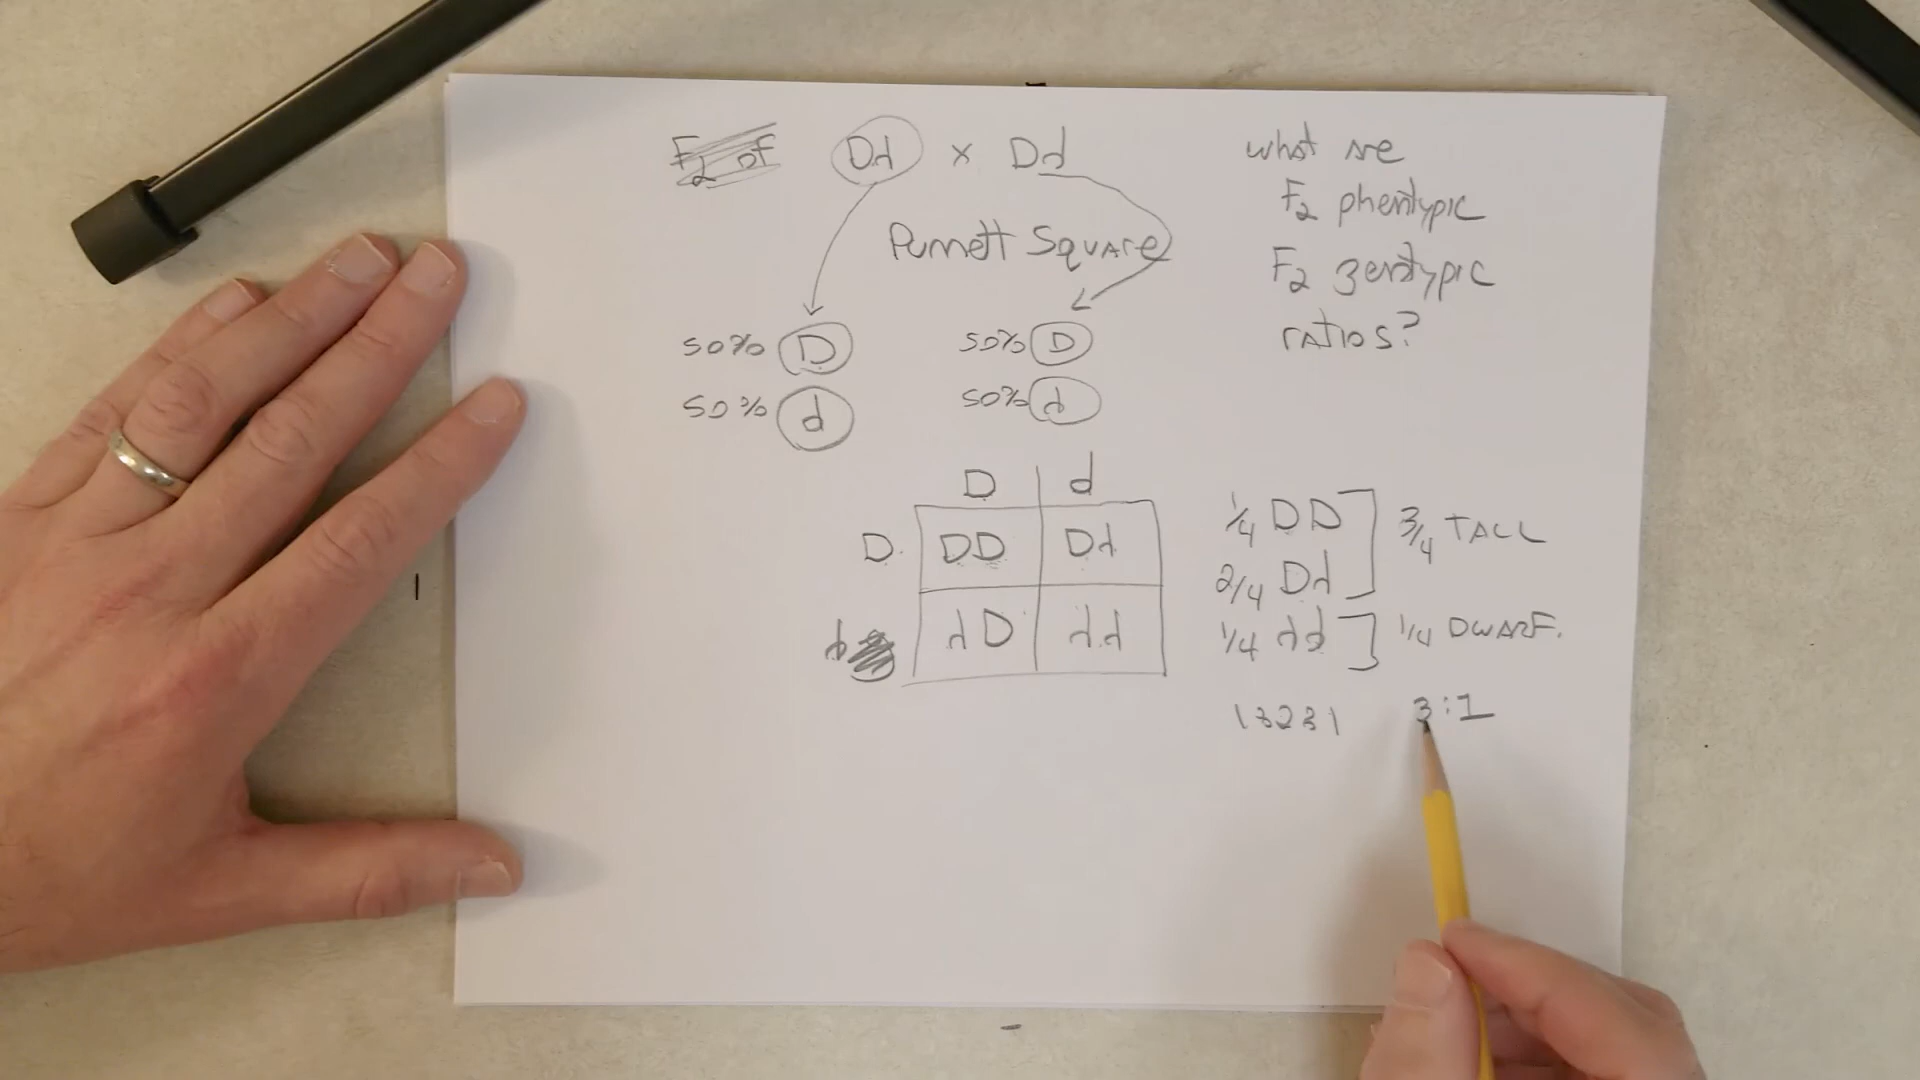 F2 of Dd x Dd
what are
F2 phentypic
F2 gentypic
ratios?
Punnett Square
50% D
50% d
50% D
50% d
D d
D DD Dd
d dD dd
1/4 DD
2/4 Dd
1/4 dd
3/4 TALL
1/4 DWARF.
1:2:1
3:1